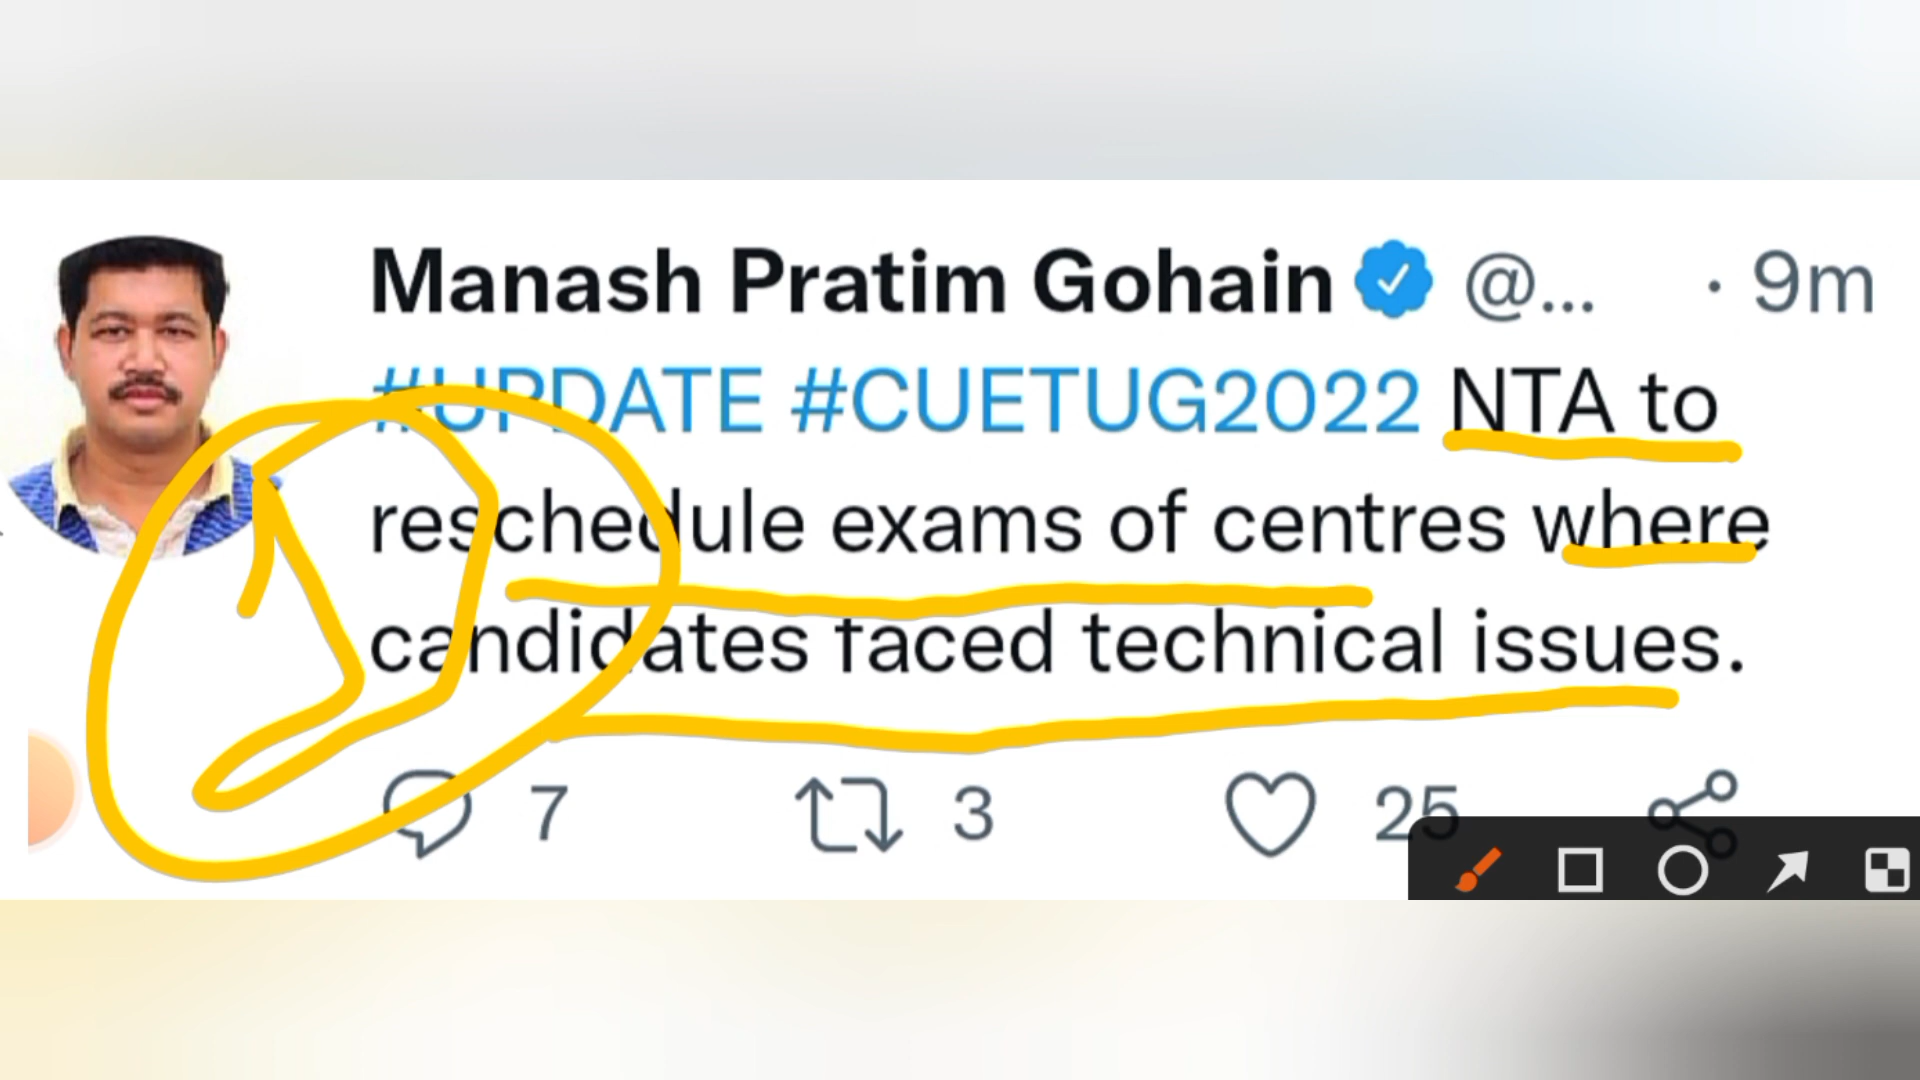 Manash Pratim Gohain @... · 9m
#UPDATE #CUETUG2022 NTA to
reschedule exams of centres where
candidates faced technical issues.
7 3 25